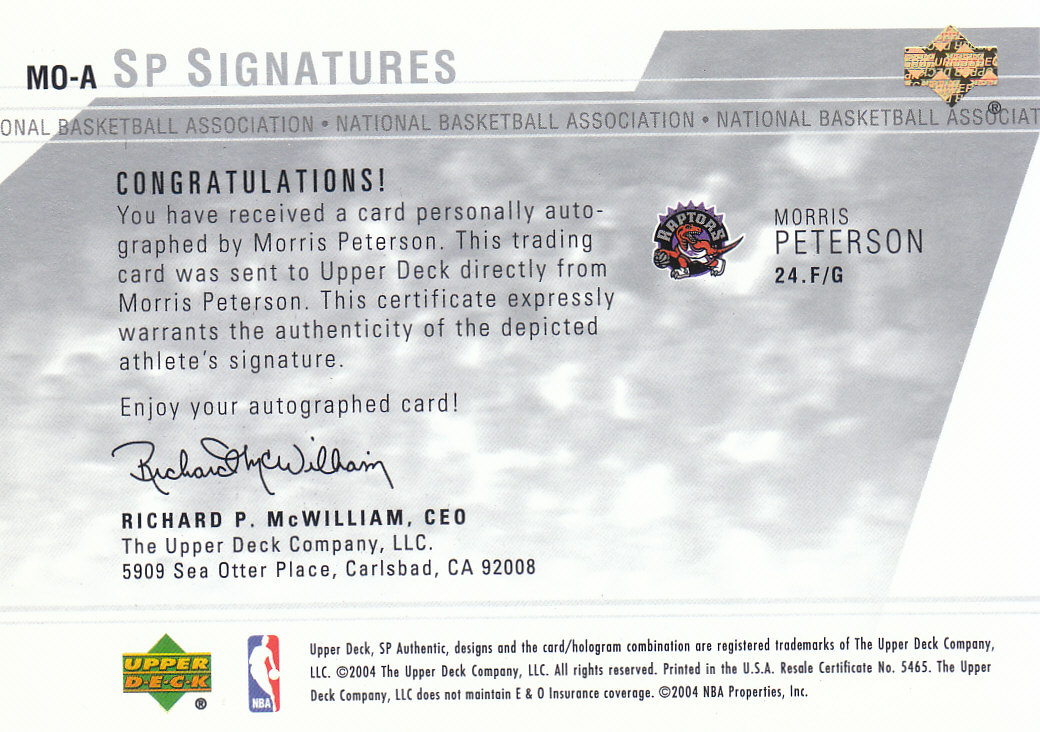 MO-A SP SIGNATURES
ONAL BASKETBALL ASSOCIATION • NATIONAL BASKETBALL ASSOCIATION • NATIONAL BASKETBALL ASSOCIAT
®
CONGRATULATIONS!
You have received a card personally auto-
graphed by Morris Peterson. This trading
card was sent to Upper Deck directly from
Morris Peterson. This certificate expressly
warrants the authenticity of the depicted
athlete's signature.
Enjoy your autographed card!
RAPTORS
MORRIS
PETERSON
24.F/G
Richard McWilliam
RICHARD P. McWILLIAM, CEO
The Upper Deck Company, LLC.
5909 Sea Otter Place, Carlsbad, CA 92008
UPPER
D·E·C·K
®
NBA
Upper Deck, SP Authentic, designs and the card/hologram combination are registered trademarks of The Upper Deck Company,
LLC. ©2004 The Upper Deck Company, LLC. All rights reserved. Printed in the U.S.A. Resale Certificate No. 5465. The Upper
Deck Company, LLC does not maintain E & O Insurance coverage. ©2004 NBA Properties, Inc.